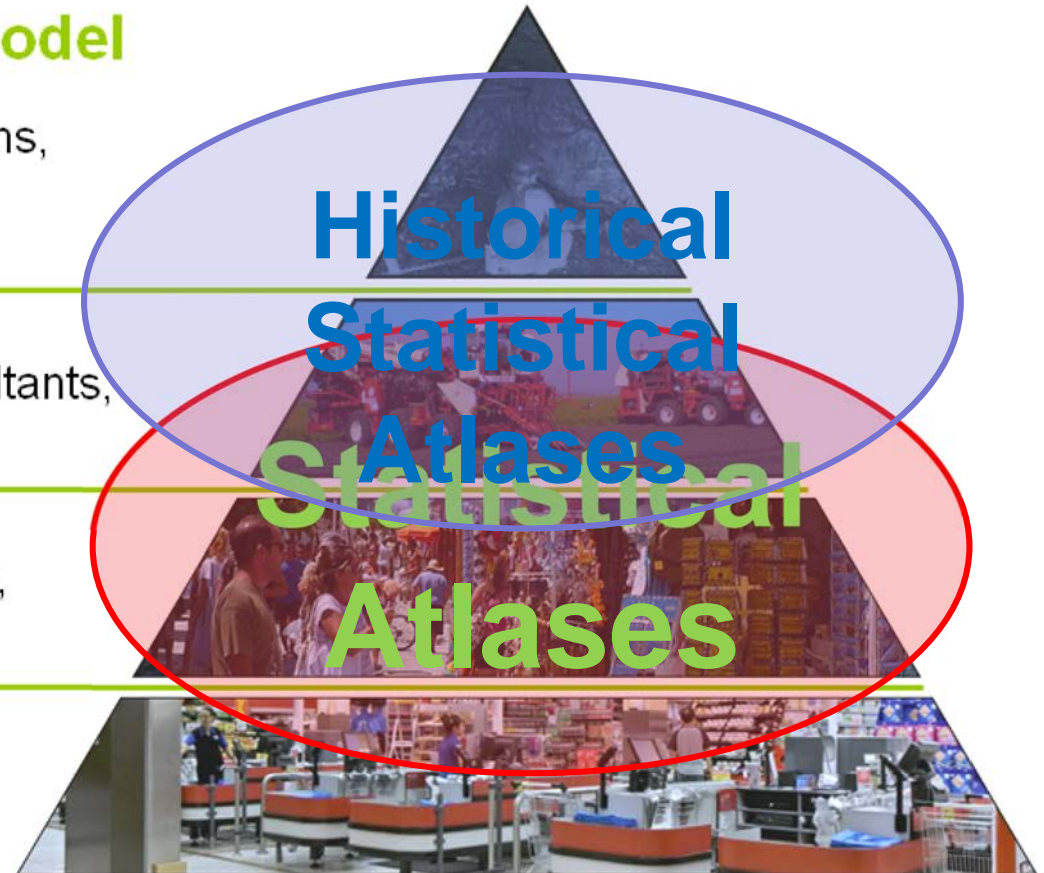 odel
ns,
Historical
Statistical
Atlases
ltants,
Statistical
Atlases
,